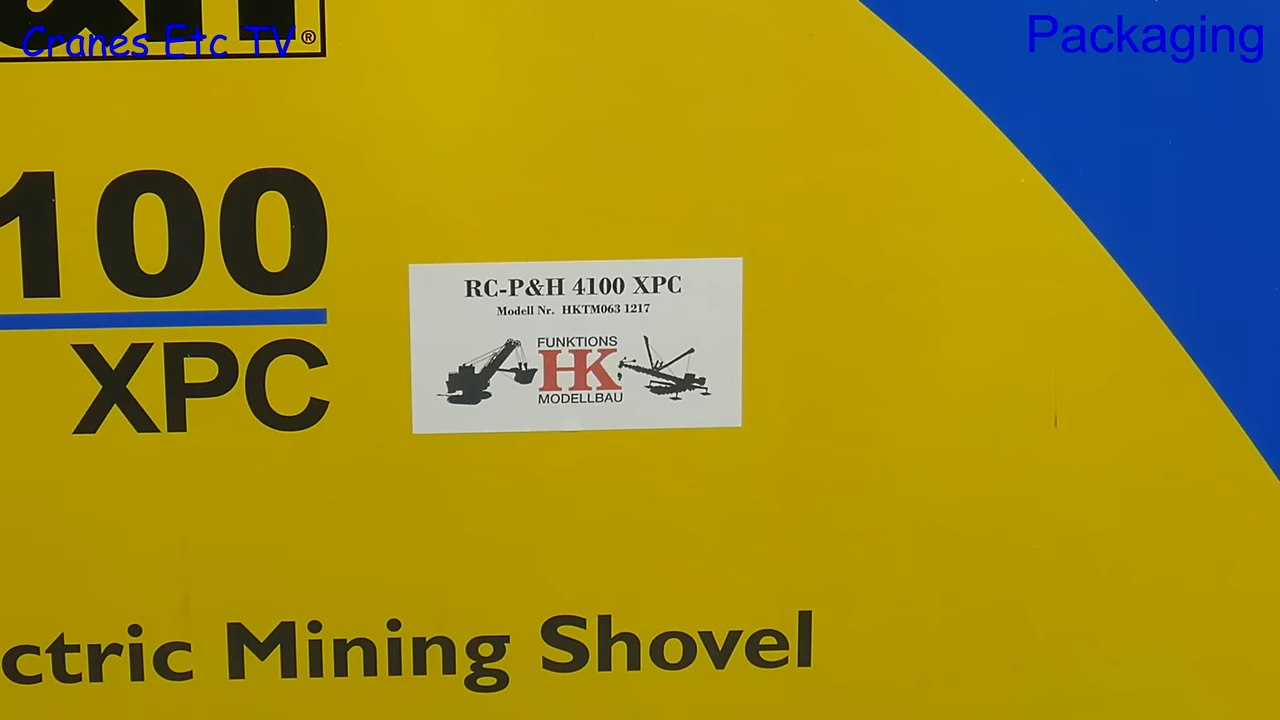 Cranes Etc TV
Packaging
®
100
XPC
RC-P&H 4100 XPC
Modell Nr. HKTM063 1217
FUNKTIONS
HK
MODELLBAU
ctric Mining Shovel